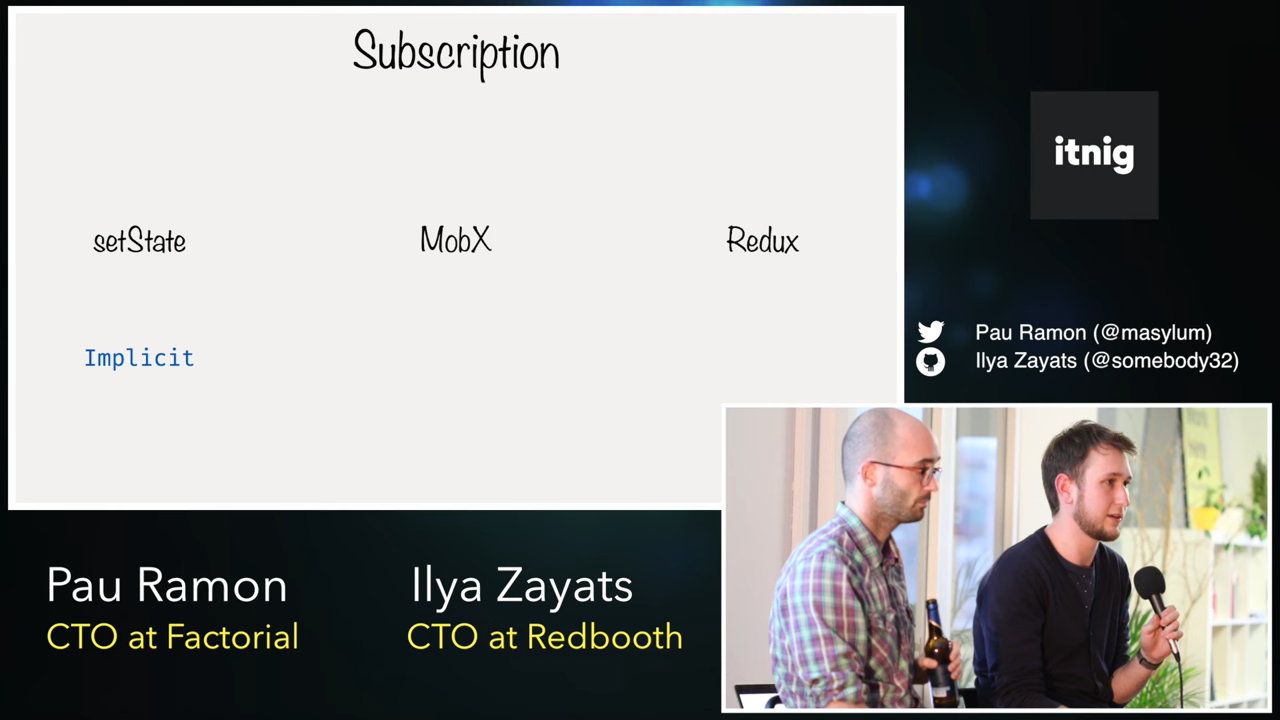 Subscription
setState MobX Redux
Implicit
itnig
Pau Ramon (@masylum)
Ilya Zayats (@somebody32)
Pau Ramon Ilya Zayats
CTO at Factorial CTO at Redbooth